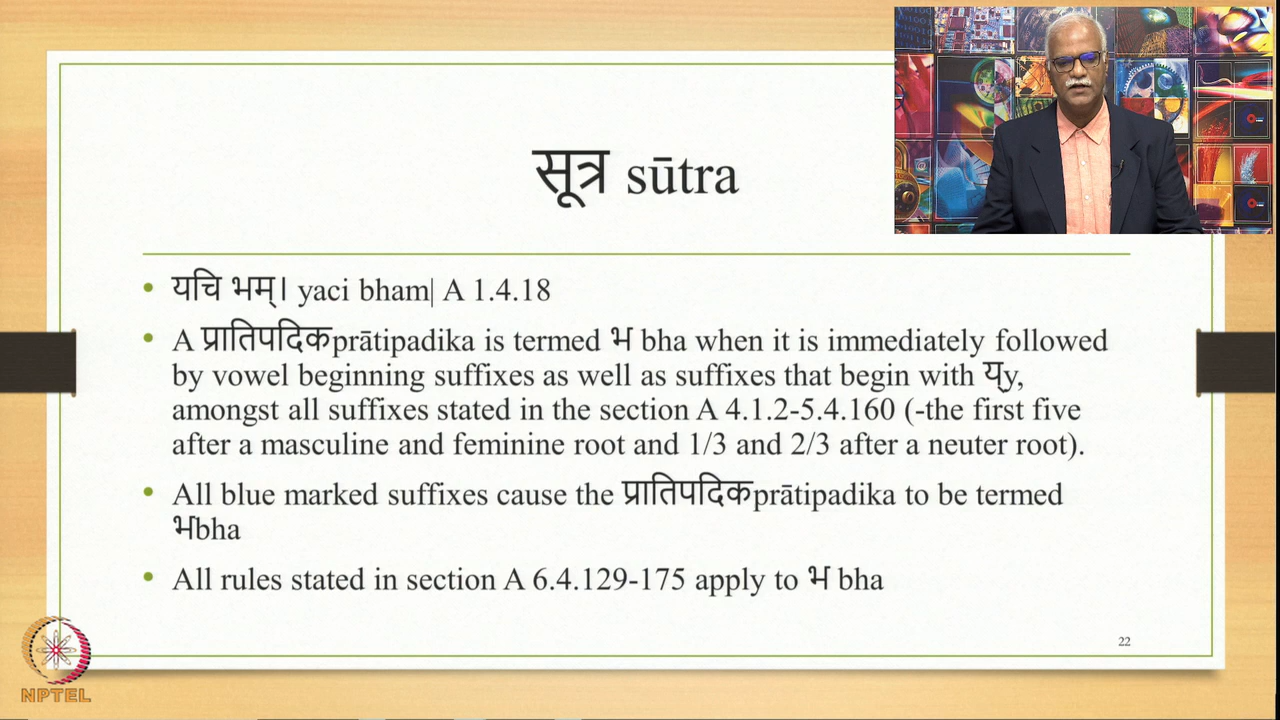 सूत्र sūtra
• यचि भम्। yaci bham| A 1.4.18
• A प्रातिपदिकprātipadika is termed भ bha when it is immediately followed
by vowel beginning suffixes as well as suffixes that begin with य्y,
amongst all suffixes stated in the section A 4.1.2-5.4.160 (-the first five
after a masculine and feminine root and 1/3 and 2/3 after a neuter root).
• All blue marked suffixes cause the प्रातिपदिकprātipadika to be termed
भbha
• All rules stated in section A 6.4.129-175 apply to भ bha
22
NPTEL